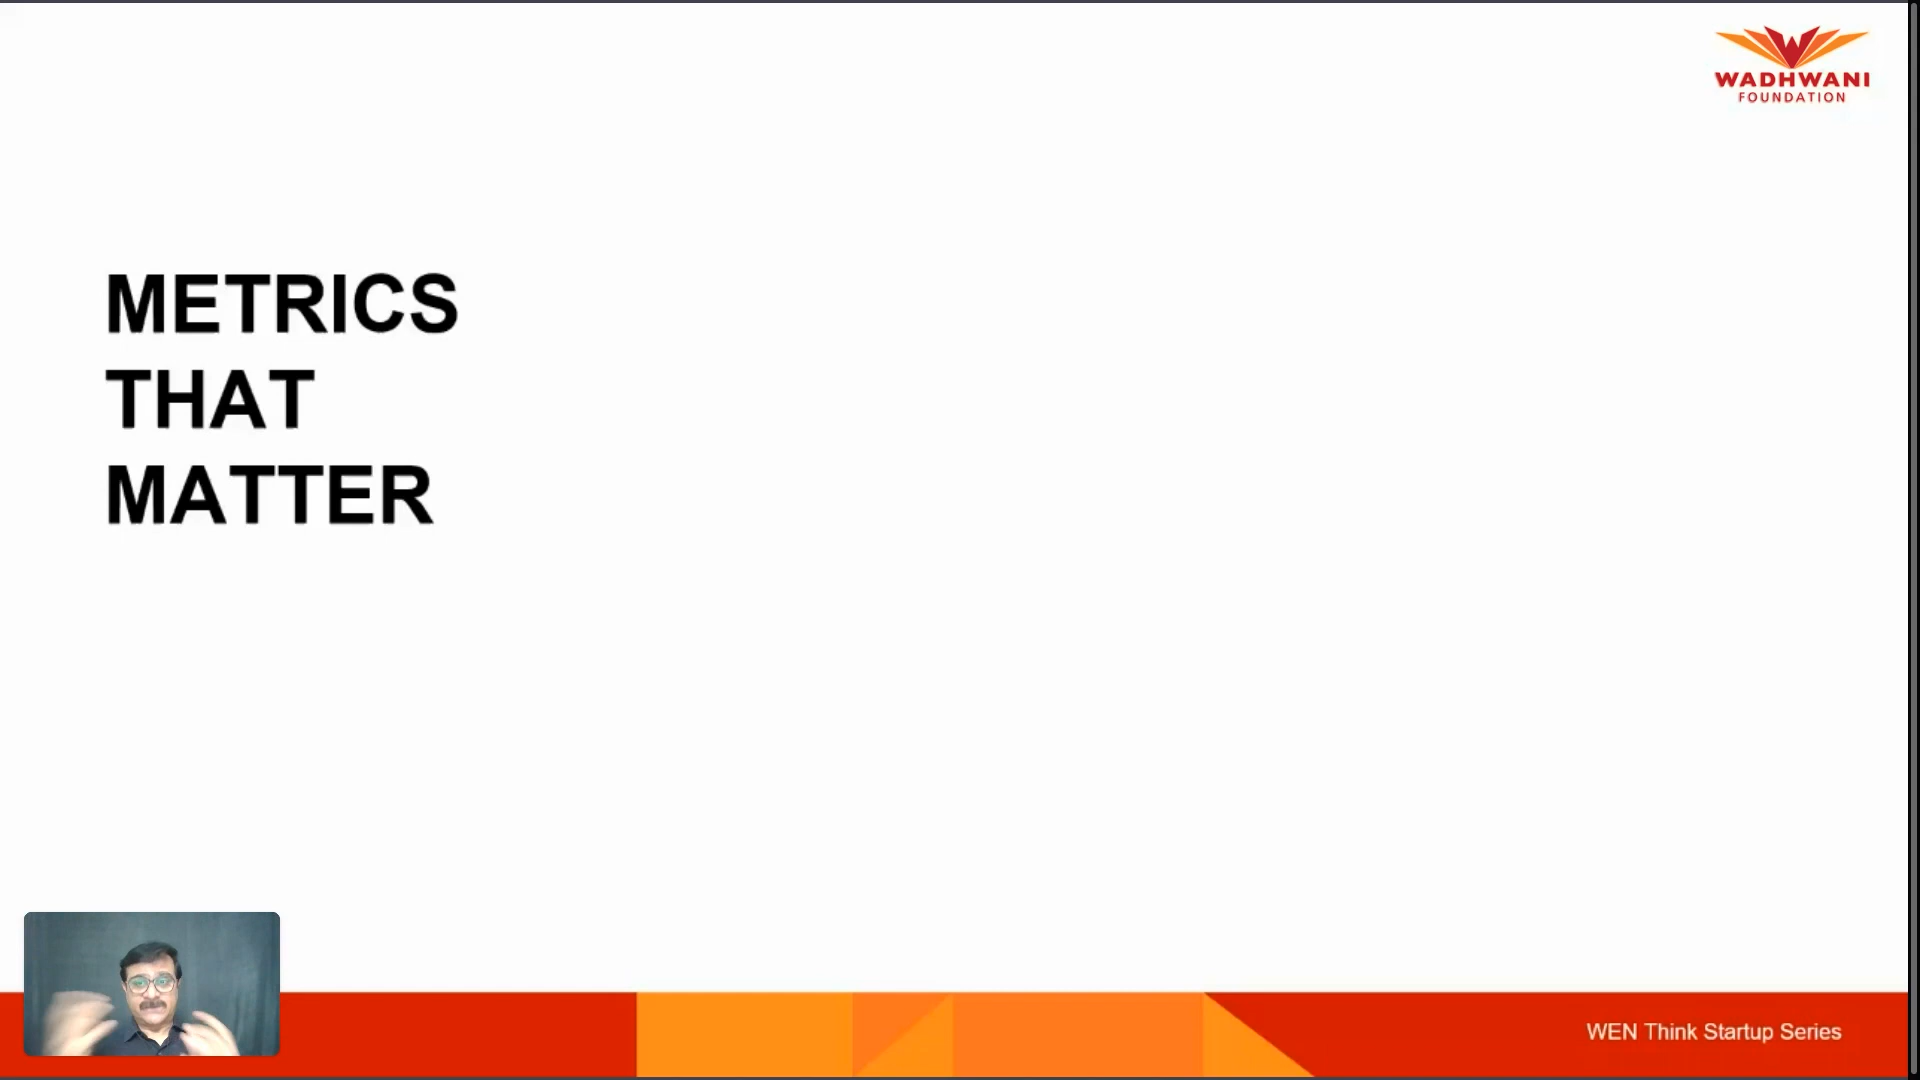 WADHWANI
FOUNDATION
METRICS
THAT
MATTER
WEN Think Startup Series